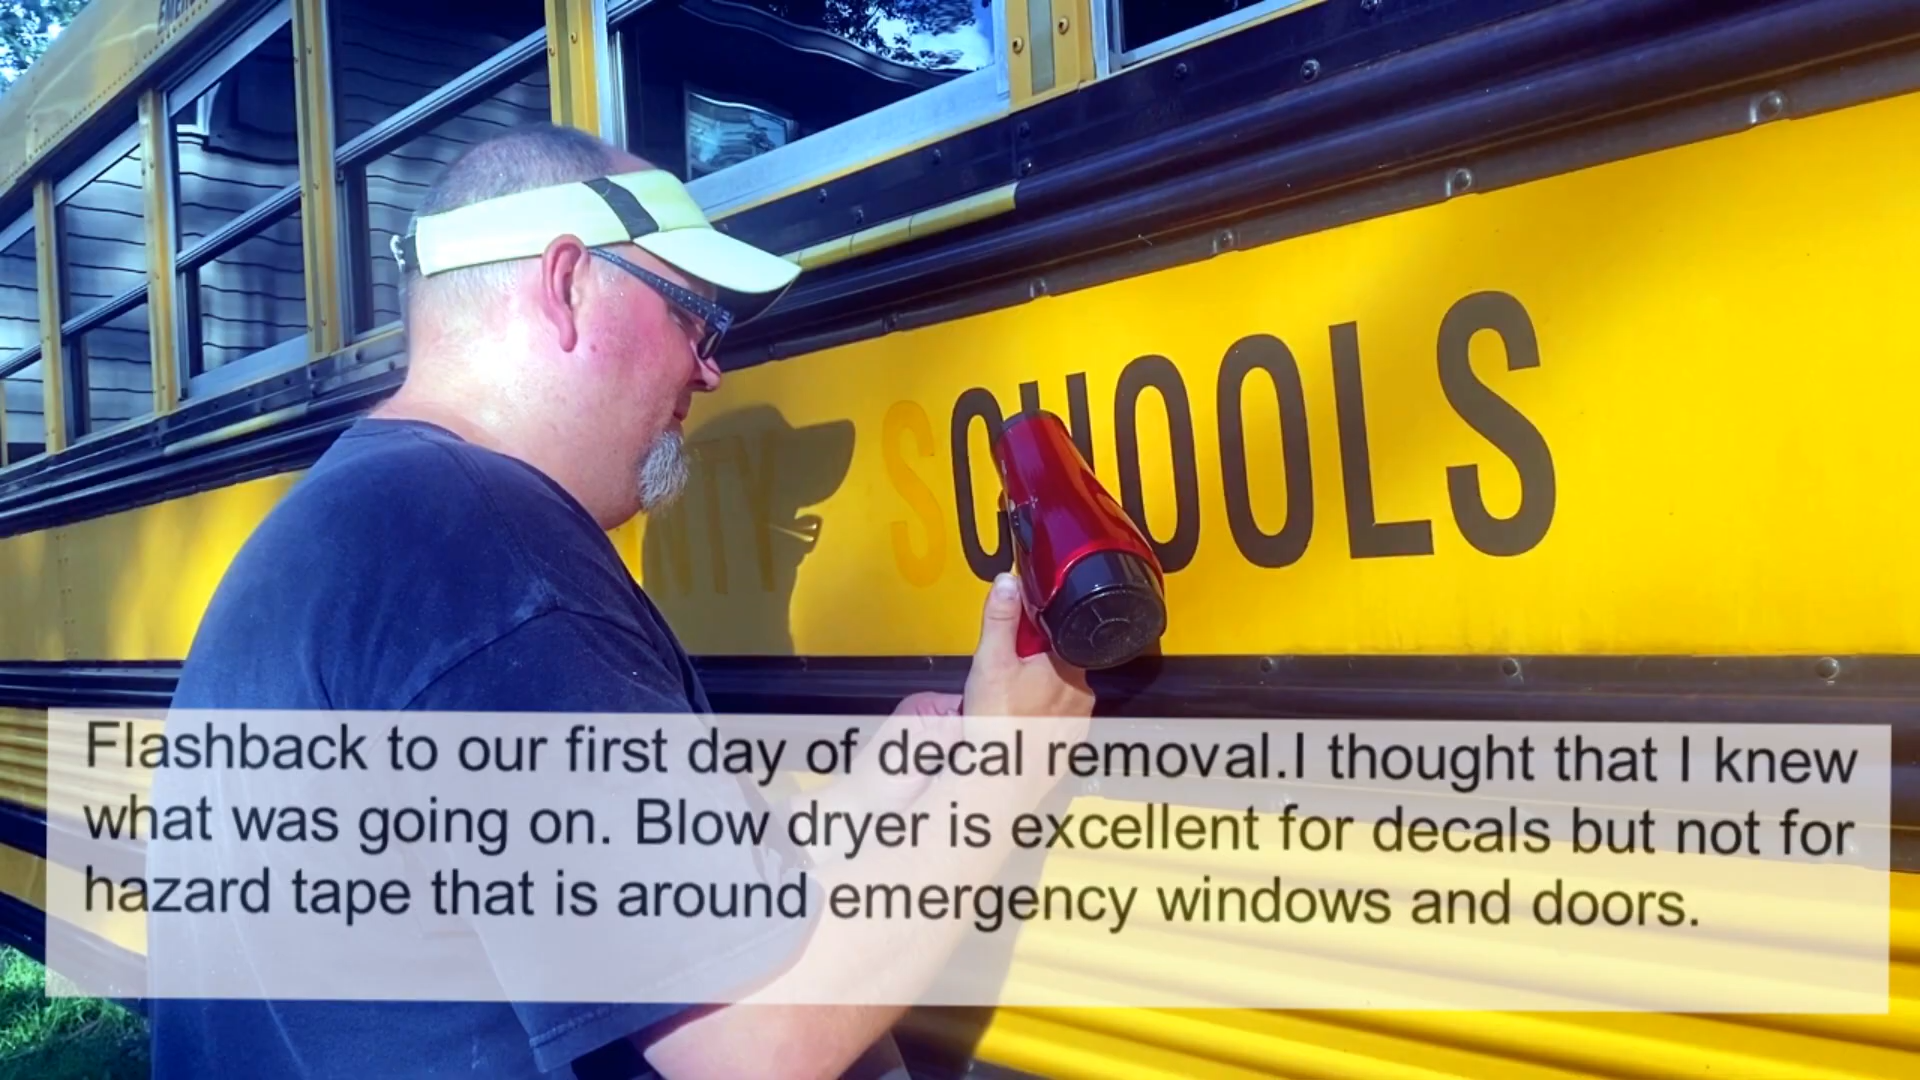 NTY SCHOOLS
Flashback to our first day of decal removal.I thought that I knew
what was going on. Blow dryer is excellent for decals but not for
hazard tape that is around emergency windows and doors.